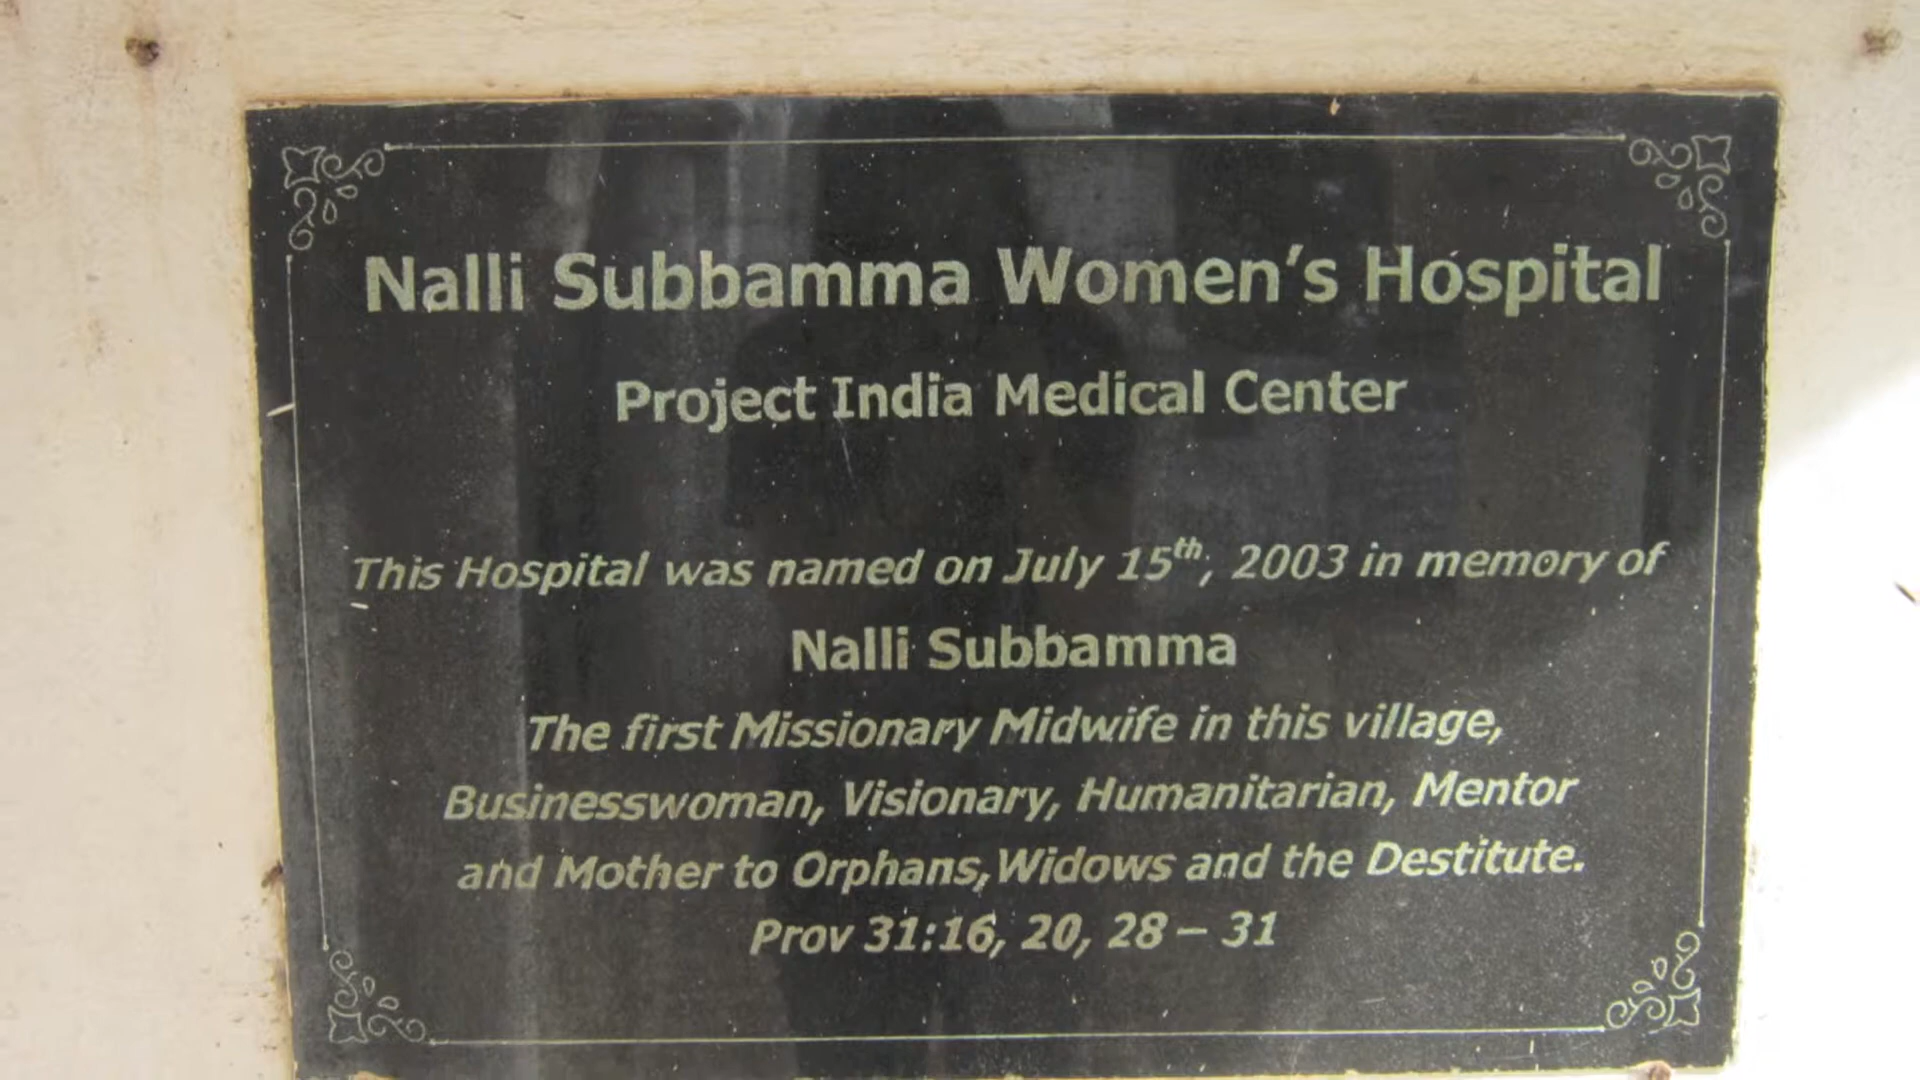 Nalli Subbamma Women's Hospital
Project India Medical Center
This Hospital was named on July 15th, 2003 in memory of
Nalli Subbamma
The first Missionary Midwife in this village,
Businesswoman, Visionary, Humanitarian, Mentor
and Mother to Orphans, Widows and the Destitute.
Prov 31:16, 20, 28 – 31